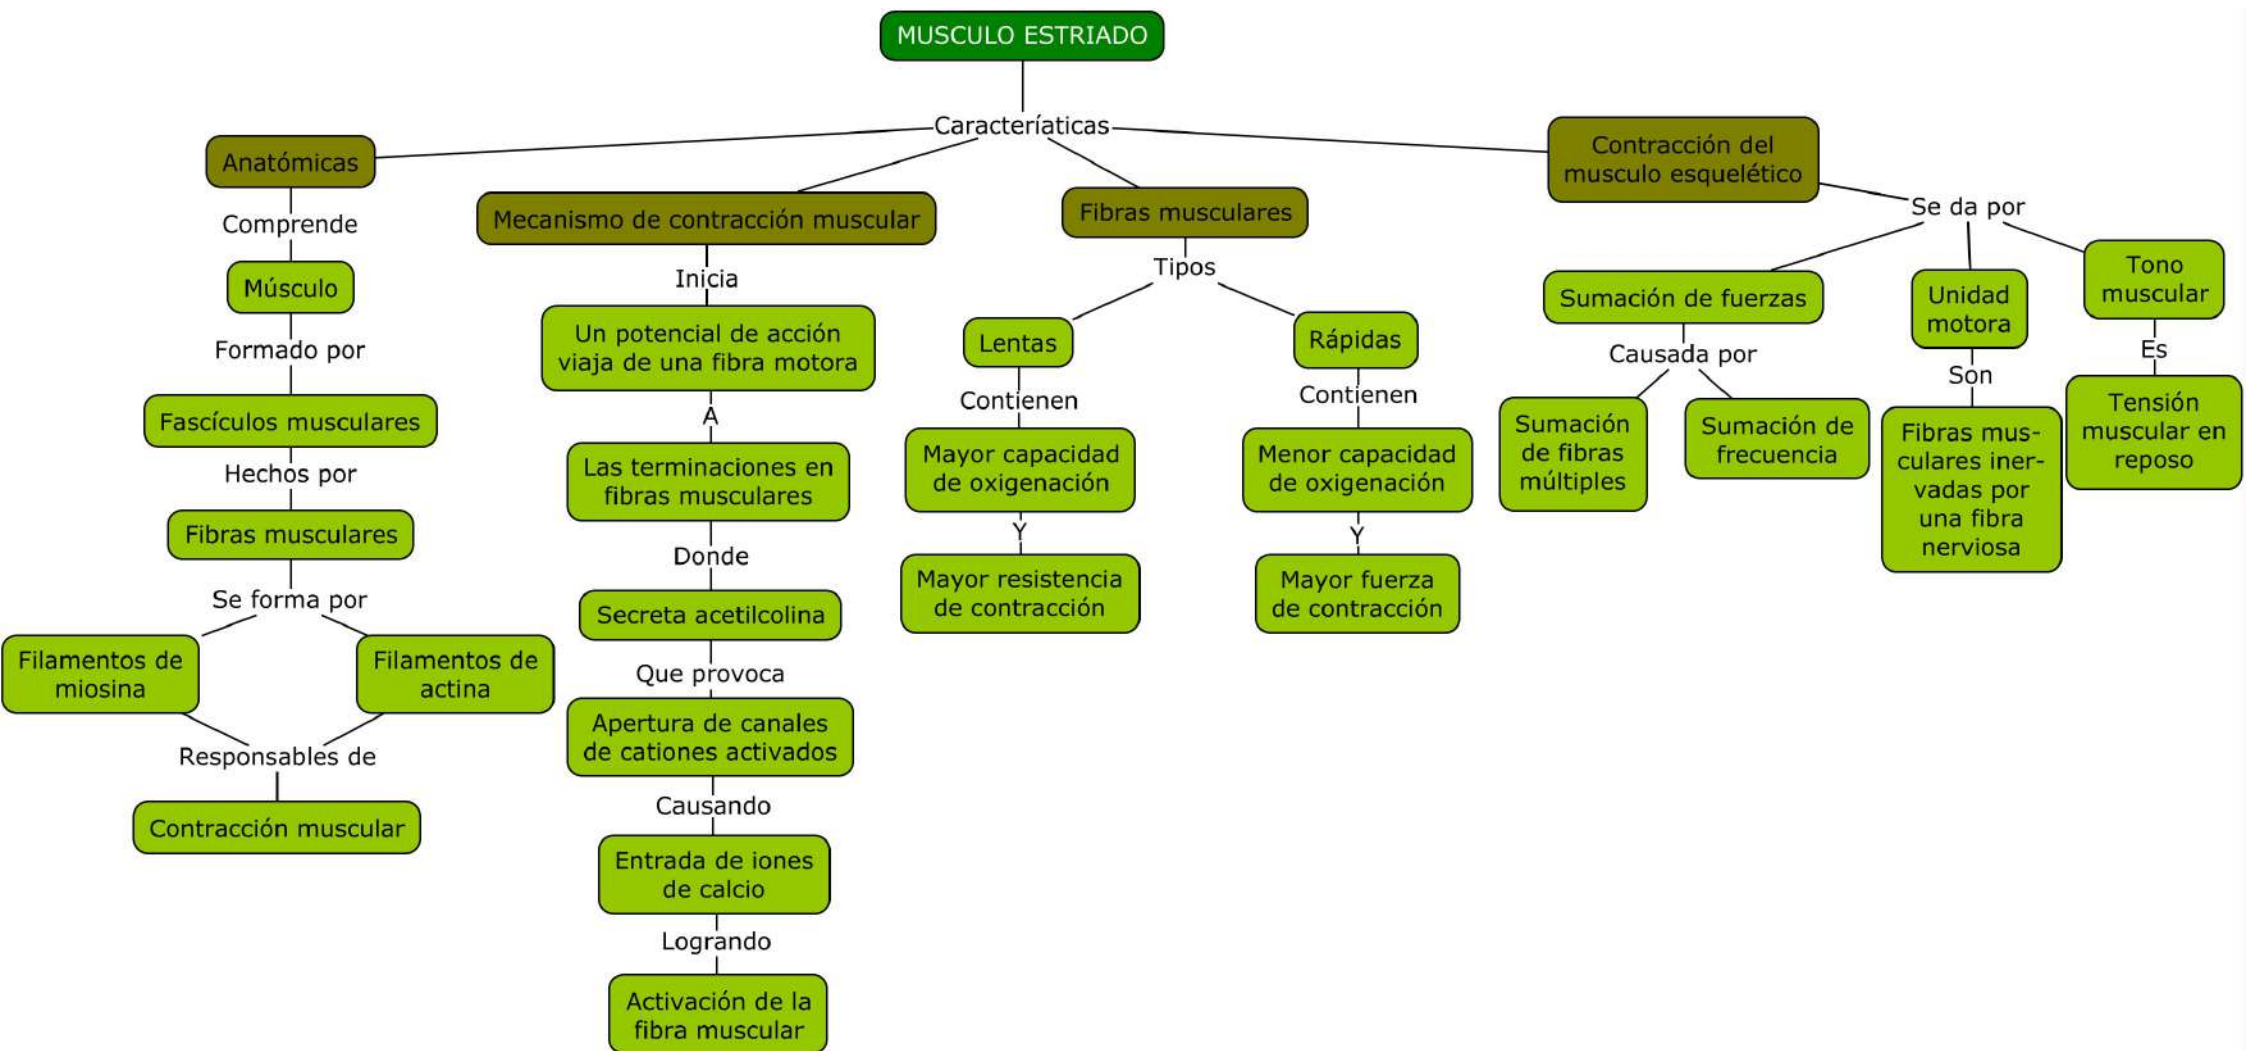 MUSCULO ESTRIADO
Caracteríaticas
Anatómicas
Comprende
Músculo
Formado por
Fascículos musculares
Hechos por
Fibras musculares
Se forma por
Filamentos de
miosina
Filamentos de
actina
Responsables de
Contracción muscular
Mecanismo de contracción muscular
Inicia
Un potencial de acción
viaja de una fibra motora
A
Las terminaciones en
fibras musculares
Donde
Secreta acetilcolina
Que provoca
Apertura de canales
de cationes activados
Causando
Entrada de iones
de calcio
Logrando
Activación de la
fibra muscular
Fibras musculares
Tipos
Lentas
Contienen
Mayor capacidad
de oxigenación
Y
Mayor resistencia
de contracción
Rápidas
Contienen
Menor capacidad
de oxigenación
Y
Mayor fuerza
de contracción
Contracción del
musculo esquelético
Se da por
Sumación de fuerzas
Causada por
Sumación
de fibras
múltiples
Sumación de
frecuencia
Unidad
motora
Son
Fibras mus-
culares iner-
vadas por
una fibra
nerviosa
Tono
muscular
Es
Tensión
muscular en
reposo